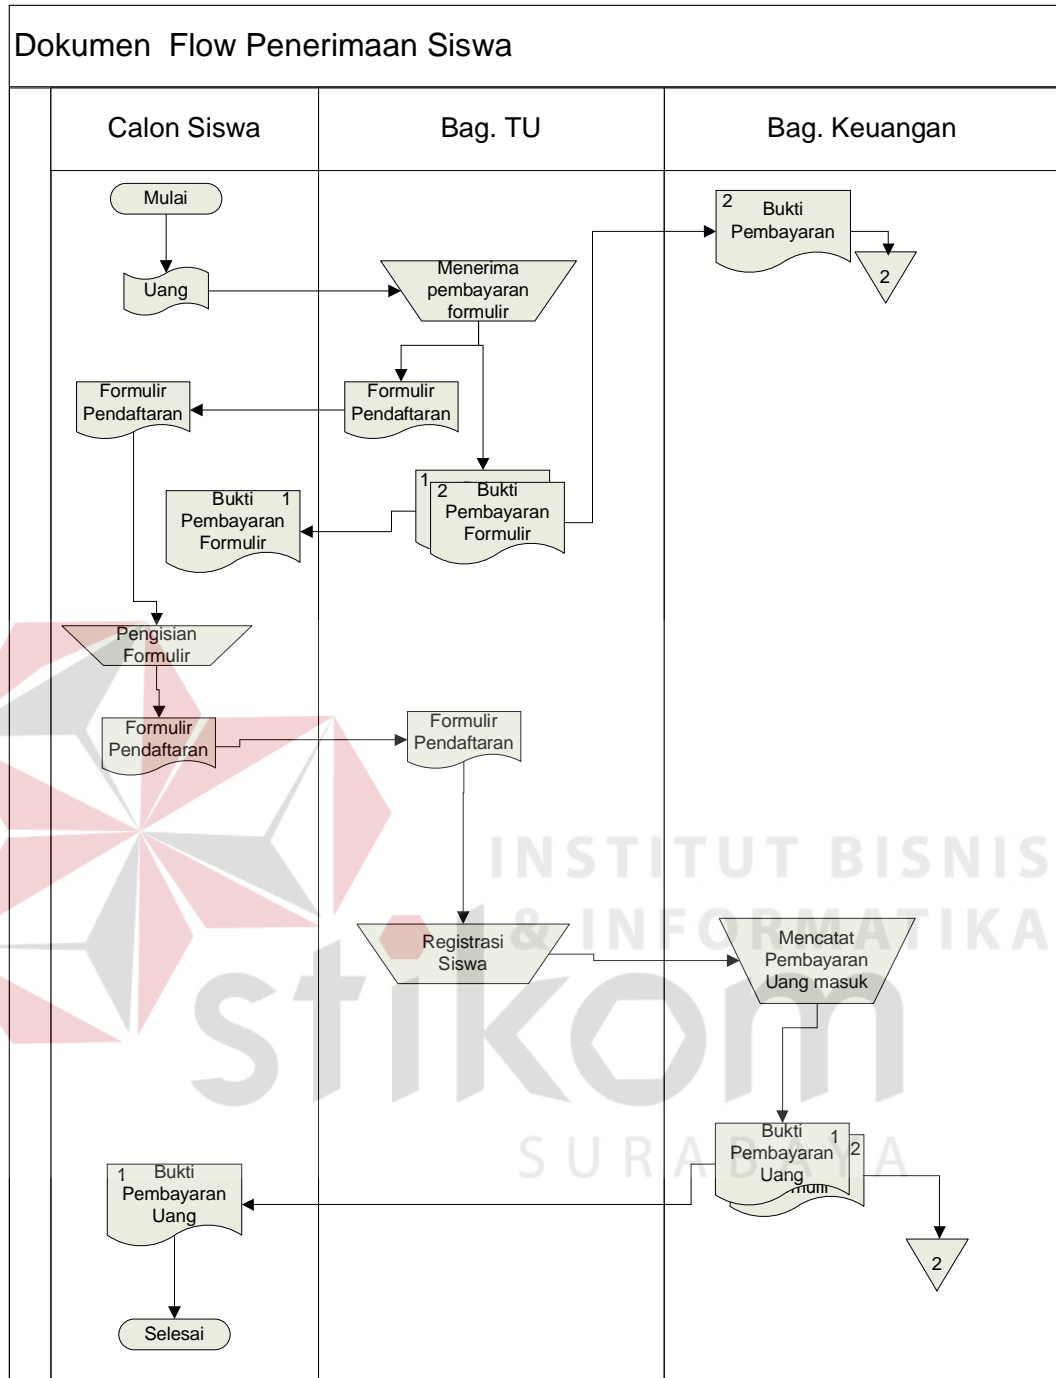 Dokumen Flow Penerimaan Siswa
Calon Siswa
Bag. TU
Bag. Keuangan
Mulai
2
Bukti
Pembayaran
2
Uang
Menerima
pembayaran
formulir
Formulir
Pendaftaran
Formulir
Pendaftaran
1
2
Bukti
Pembayaran
Formulir
Bukti 1
Pembayaran
Formulir
Pengisian
Formulir
Formulir
Pendaftaran
Formulir
Pendaftaran
INSTITUT BISNIS
& INFORMATIKA
stikom
SURABAYA
Registrasi
Siswa
Mencatat
Pembayaran
Uang masuk
Bukti
Pembayaran
Uang
1
2
1 Bukti
Pembayaran
Uang
2
Selesai